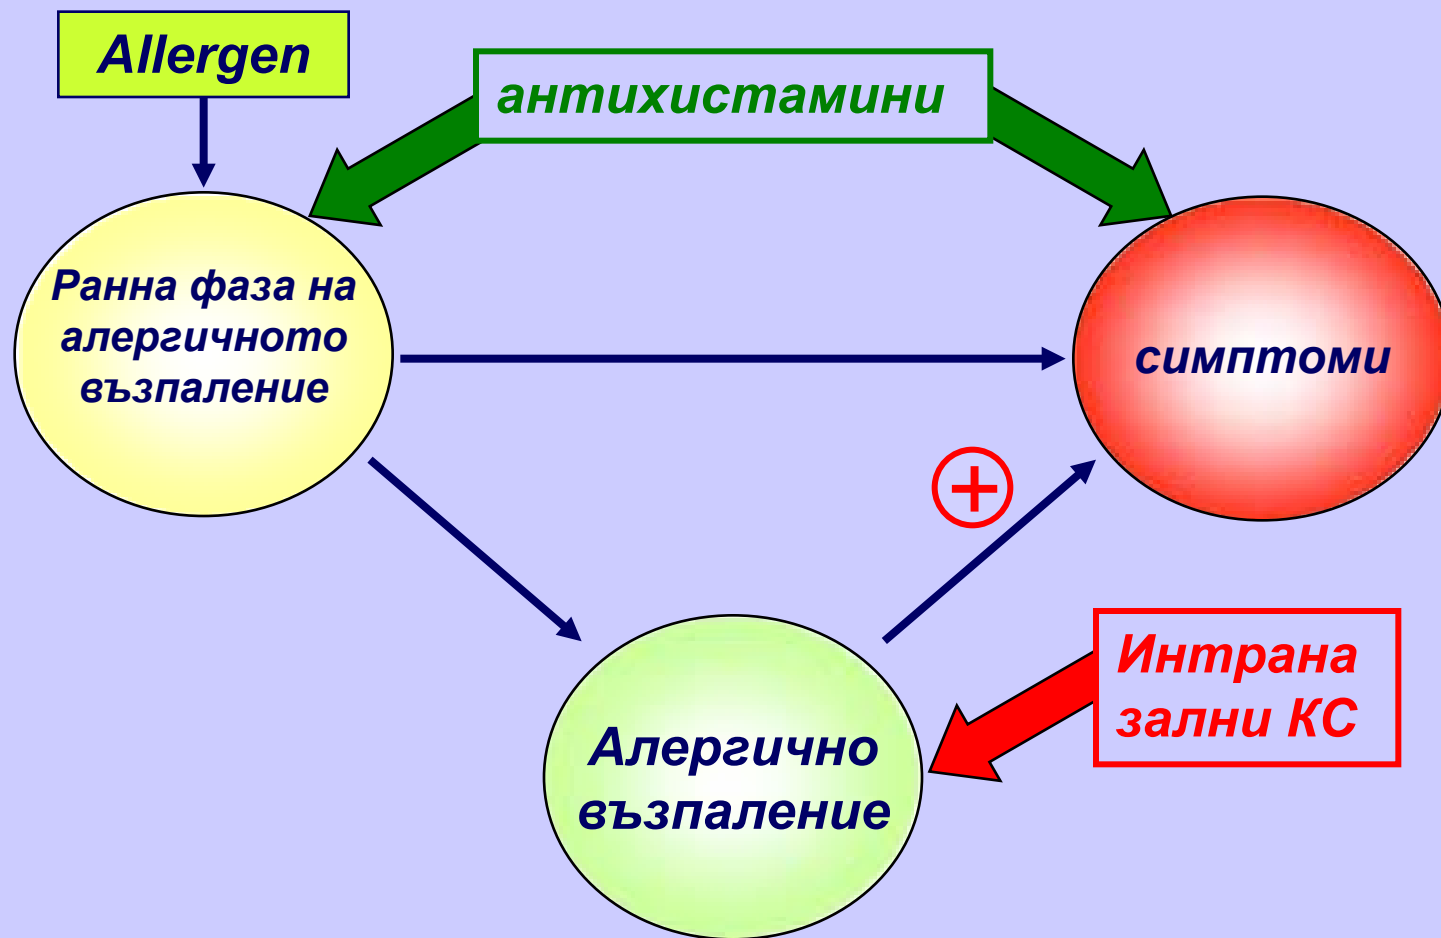 Allergen
антихистамини
Ранна фаза на
алергичното
възпаление
симптоми
+
Интрана
зални КС
Алергично
възпаление